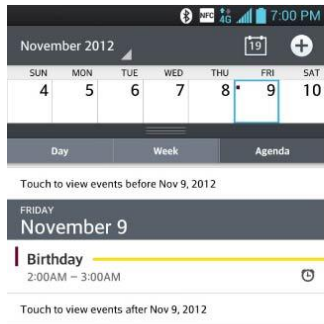 NFC 4G 7:00 PM
November 2012 19
SUN MON TUE WED THU FRI SAT
4 5 6 7 8 9 10
Day Week Agenda
Touch to view events before Nov 9, 2012
FRIDAY
November 9
Birthday
2:00AM – 3:00AM
Touch to view events after Nov 9, 2012